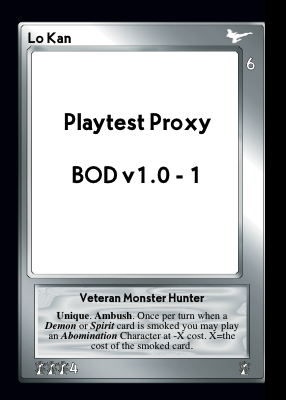 Lo Kan
6
Playtest Proxy
BOD v1.0 - 1
Veteran Monster Hunter
Unique. Ambush. Once per turn when a
Demon or Spirit card is smoked you may play
an Abomination Character at -X cost. X=the
cost of the smoked card.
4